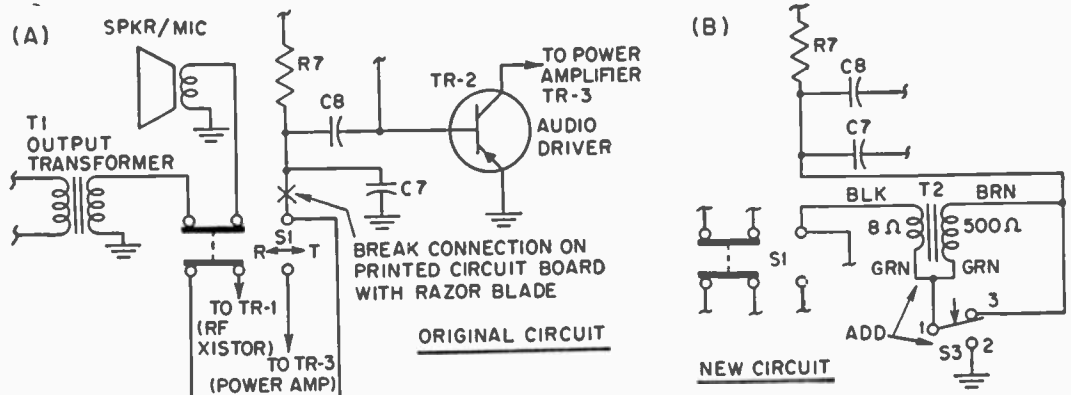 (A)
SPKR/MIC
R7
C8
TR-2
TO POWER
AMPLIFIER
TR-3
AUDIO
DRIVER
T1
OUTPUT
TRANSFORMER
C7
S1
R T
BREAK CONNECTION ON
PRINTED CIRCUIT BOARD
WITH RAZOR BLADE
TO TR-1
(RF
XISTOR)
TO TR-3
(POWER AMP)
ORIGINAL CIRCUIT
(B)
R7
C8
C7
BLK T2 BRN
8Ω 500Ω
S1
GRN GRN
ADD
1 3
S3 2
NEW CIRCUIT